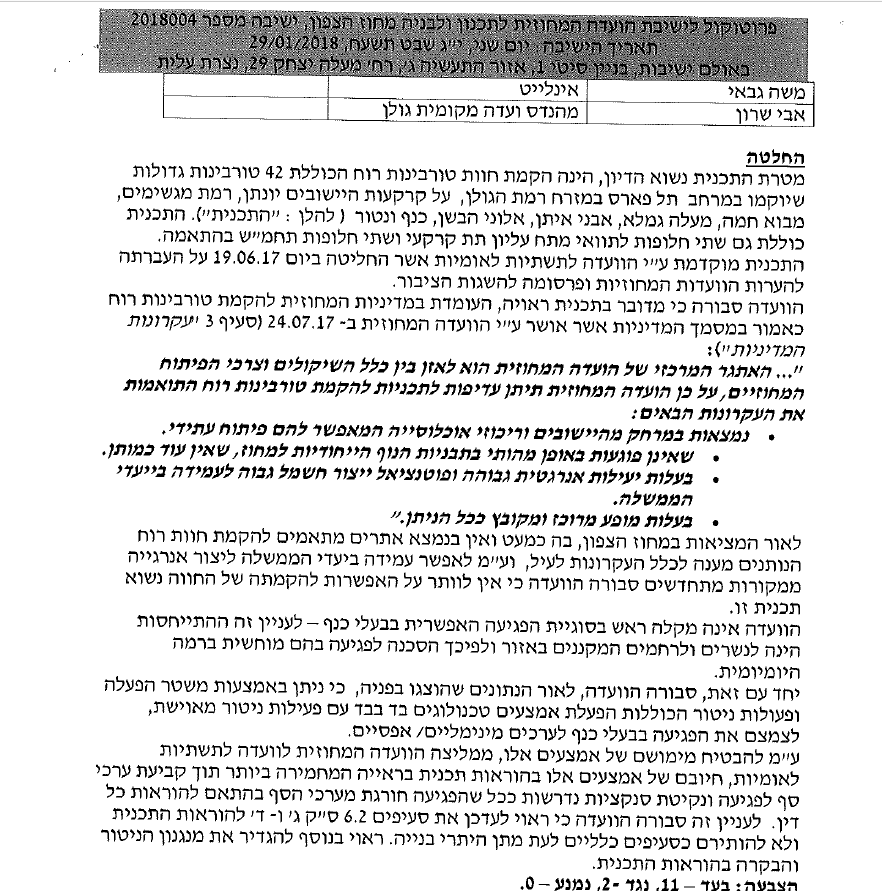 פרוטוקול לישיבת הועדה המחוזית לתכנון ולבניה מחוז הצפון, ישיבה מספר 2018004
תאריך הישיבה : יום שני, י״ג שבט תשעח, 29/01/2018
באולם ישיבות, בניין סיטי 1, אזור התעשיה ג׳, רח׳ מעלה יצחק 29, נצרת עלית
משה גבאי אינלייט
אבי שרון מהנדס ועדה מקומית גולן
החלטה
מטרת התכנית נשוא הדיון, הינה הקמת חוות טורבינות רוח הכוללת 42 טורבינות גדולות
שיוקמו במרחב תל פארס במזרח רמת הגולן, על קרקעות היישובים יונתן, רמת מגשימים,
מבוא חמה, מעלה גמלא, אבני איתן, אלוני הבשן, כנף ונטור ( להלן : ״התכנית״). התכנית
כוללת גם שתי חלופות לתוואי מתח עליון תת קרקעי ושתי חלופות תחמ״ש בהתאמה.
התכנית מוקדמת ע״י הוועדה לתשתיות לאומיות אשר החליטה ביום 19.06.17 על העברתה
להערות הוועדות המחוזיות ופרסומה להשגות הציבור.
הוועדה סבורה כי מדובר בתכנית ראויה, העומדת במדיניות המחוזית להקמת טורבינות רוח
כאמור במסמך המדיניות אשר אושר ע״י הוועדה המחוזית ב- 24.07.17 (סעיף 3 ״עקרונות
המדיניות״):
״... האתגר המרכזי של הועדה המחוזית הוא לאזן בין כלל השיקולים וצרכי הפיתוח
המחוזיים, על כן הועדה המחוזית תיתן עדיפות לתכניות להקמת טורבינות רוח התואמות
את העקרונות הבאים:
• נמצאות במרחק מהיישובים וריכוזי אוכלוסייה המאפשר להם פיתוח עתידי.
• שאינן פוגעות באופן מהותי בתבניות הנוף הייחודיות למחוז, שאין עוד כמותן.
• בעלות יעילות אנרגטית גבוהה ופוטנציאל ייצור חשמל גבוה לעמידה בייעדי
הממשלה.
• בעלות מופע מרוכז ומקובץ ככל הניתן.״
לאור המציאות במחוז הצפון, בה כמעט ואין בנמצא אתרים מתאמים להקמת חוות רוח
הנותנים מענה לכלל העקרונות לעיל, וע״מ לאפשר עמידה ביעדי הממשלה ליצור אנרגייה
ממקורות מתחדשים סבורה הוועדה כי אין לוותר על האפשרות להקמתה של החווה נשוא
תכנית זו.
הוועדה אינה מקלה ראש בסוגיית הפגיעה האפשרית בבעלי כנף – לעניין זה ההתייחסות
הינה לנשרים ולרחמים המקננים באזור ולפיכך הסכנה לפגיעה בהם מוחשית ברמה
היומיומית.
יחד עם זאת, סבורה הוועדה, לאור הנתונים שהוצגו בפניה, כי ניתן באמצעות משטר הפעלה
ופעולות ניטור הכוללות הפעלת אמצעים טכנולוגים בד בבד עם פעילות ניטור מאוישת,
לצמצם את הפגיעה בבעלי כנף לערכים מינימליים/ אפסיים.
ע״מ להבטיח מימושם של אמצעים אלו, ממליצה הוועדה המחוזית לוועדה לתשתיות
לאומיות, חיובם של אמצעים אלו בהוראות תכנית בראייה המחמירה ביותר תוך קביעת ערכי
סף לפגיעה ונקיטת סנקציות נדרשות ככל שהפגיעה חורגת מערכי הסף בהתאם להוראות כל
דין. לעניין זה סבורה הוועדה כי ראוי לעדכן את סעיפים 6.2 ס״ק ג׳ ו- ד׳ להוראות התכנית
ולא להותירם כסעיפים כלליים לעת מתן היתרי בנייה. ראוי בנוסף להגדיר את מנגנון הניטור
והבקרה בהוראות התכנית.
הצבעה: בעד – 11, נגד -2, נמנע – 0.